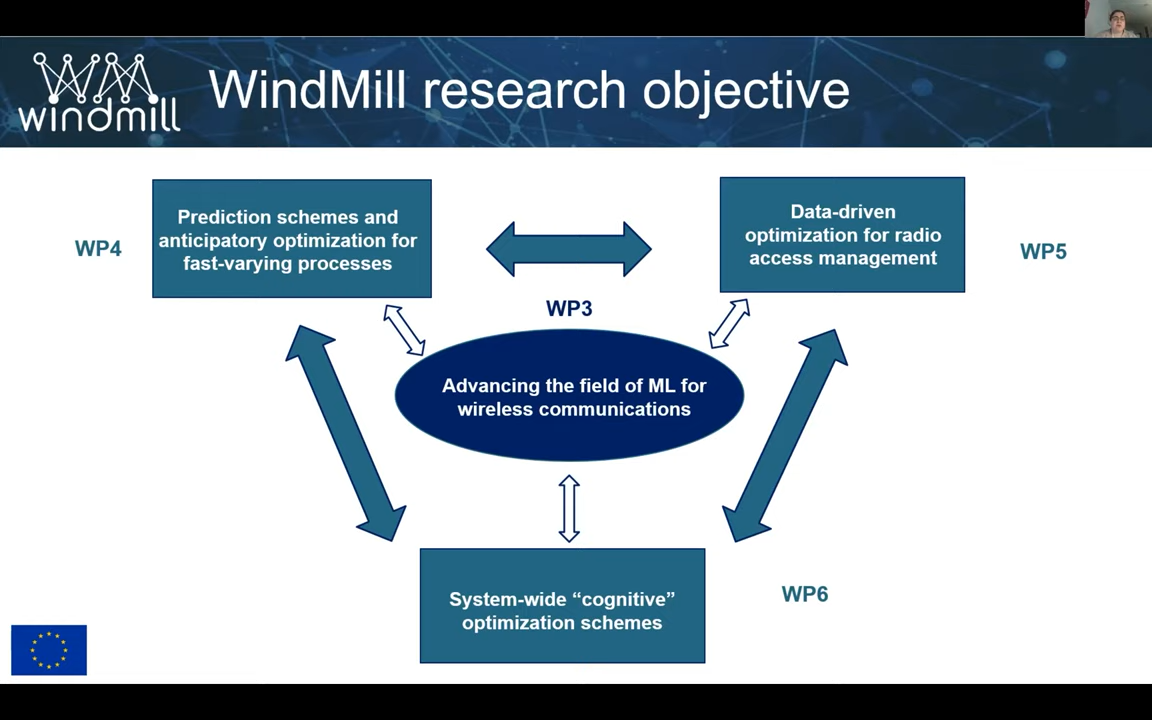 windmill
WindMill research objective
WP4
Prediction schemes and
anticipatory optimization for
fast-varying processes
Data-driven
optimization for radio
access management
WP5
WP3
Advancing the field of ML for
wireless communications
System-wide “cognitive”
optimization schemes
WP6